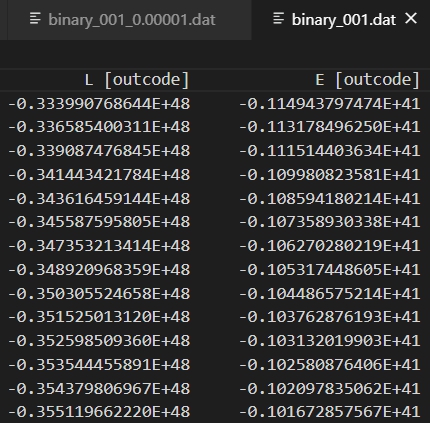 binary_001_0.00001.dat binary_001.dat
L [outcode] E [outcode]
-0.333990768644E+48 -0.114943797474E+41
-0.336585400311E+48 -0.113178496250E+41
-0.339087476845E+48 -0.111514403634E+41
-0.341443421784E+48 -0.109980823581E+41
-0.343616459144E+48 -0.108594180214E+41
-0.345587595805E+48 -0.107358930338E+41
-0.347353213414E+48 -0.106270280219E+41
-0.348920968359E+48 -0.105317448605E+41
-0.350305524658E+48 -0.104486575214E+41
-0.351525013120E+48 -0.103762876193E+41
-0.352598509360E+48 -0.103132019903E+41
-0.353544455891E+48 -0.102580876406E+41
-0.354379806967E+48 -0.102097835062E+41
-0.355119662220E+48 -0.101672857567E+41